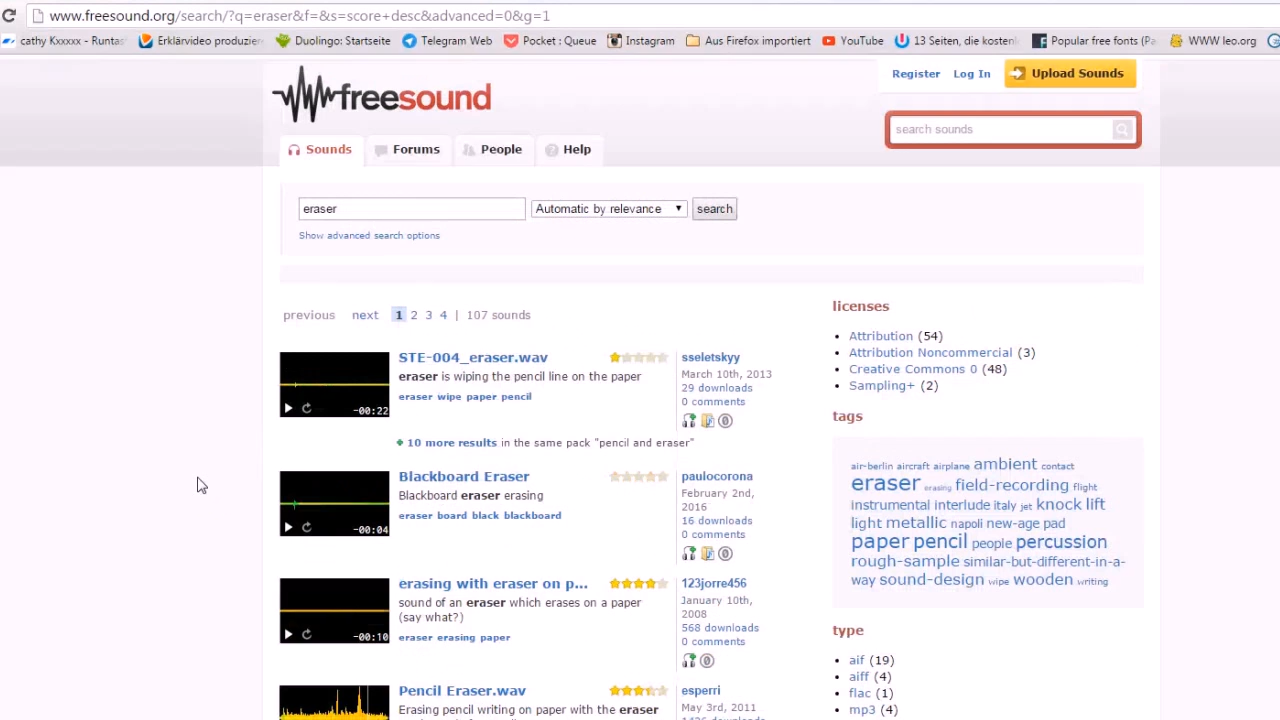 www.freesound.org/search/?q=eraser&f=&s=score+desc&advanced=0&g=1
cathy Kxxxxx - Runtas Erklärvideo produzier Duolingo: Startseite Telegram Web Pocket : Queue Instagram Aus Firefox importiert YouTube 13 Seiten, die kosten Popular free fonts (Pa WWW leo.org
freesound
Register Log In Upload Sounds
search sounds
Sounds Forums People Help
eraser Automatic by relevance search
Show advanced search options
previous next 1 2 3 4 | 107 sounds
STE-004_eraser.wav
eraser is wiping the pencil line on the paper
eraser wipe paper pencil
-00:22
sseletskyy
March 10th, 2013
29 downloads
0 comments
10 more results in the same pack "pencil and eraser"
Blackboard Eraser
Blackboard eraser erasing
eraser board black blackboard
-00:04
paulocorona
February 2nd,
2016
16 downloads
0 comments
erasing with eraser on p...
sound of an eraser which erases on a paper
(say what?)
eraser erasing paper
-00:10
123jorre456
January 10th,
2008
568 downloads
0 comments
Pencil Eraser.wav
Erasing pencil writing on paper with the eraser
esperri
May 3rd, 2011
licenses
Attribution (54)
Attribution Noncommercial (3)
Creative Commons 0 (48)
Sampling+ (2)
tags
air-berlin aircraft airplane ambient contact
eraser erasing field-recording flight
instrumental interlude italy jet knock lift
light metallic napoli new-age pad
paper pencil people percussion
rough-sample similar-but-different-in-a-
way sound-design wipe wooden writing
type
aif (19)
aiff (4)
flac (1)
mp3 (4)